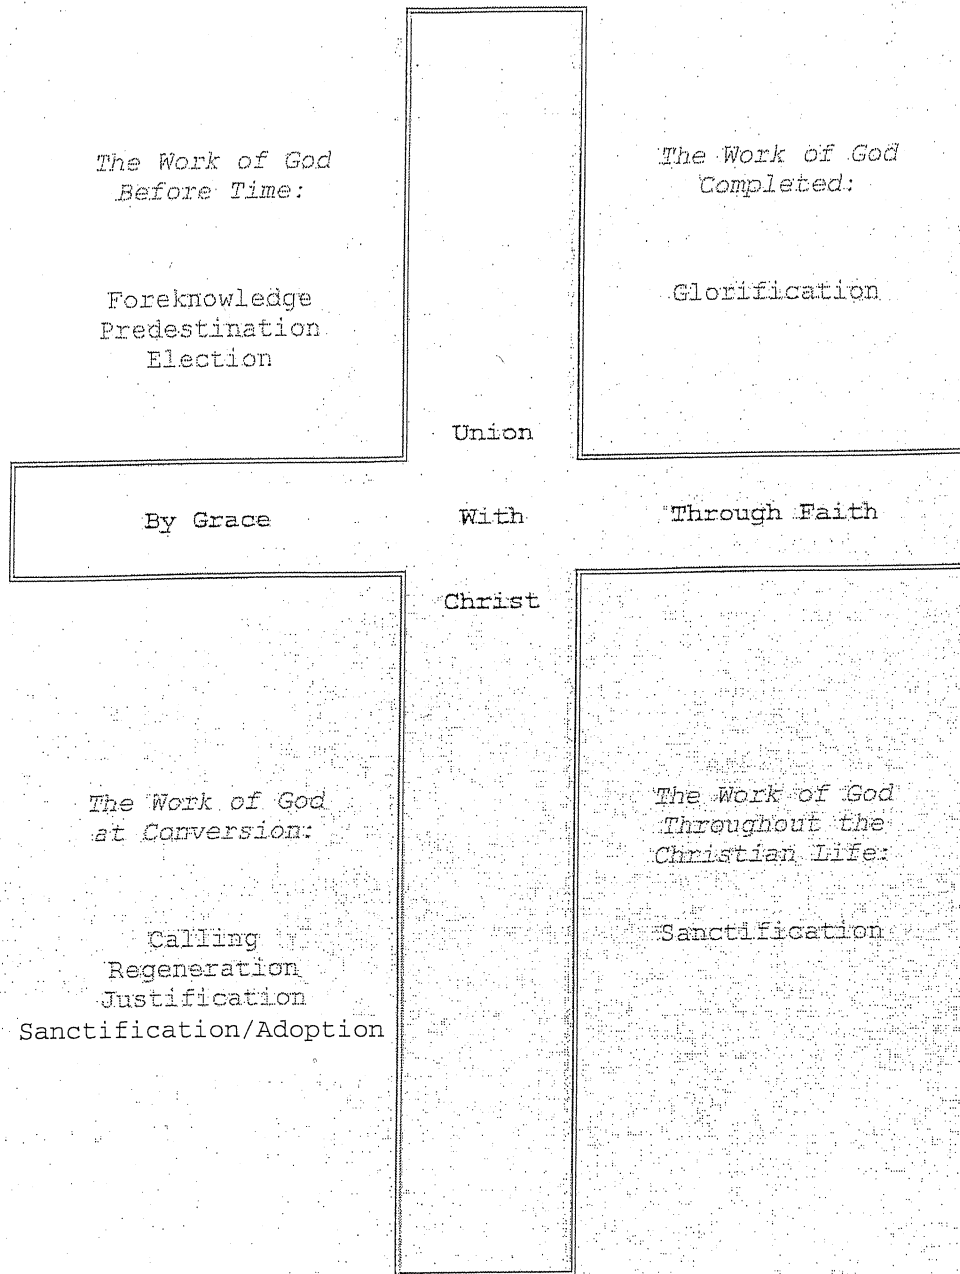 The Work of God
Before Time:
Foreknowledge
Predestination
Election
The Work of God
Completed:
Glorification
Union
By Grace
With
Through Faith
Christ
The Work of God
at Conversion:
Calling
Regeneration
Justification
Sanctification/Adoption
The Work of God
Throughout the
Christian Life:
Sanctification